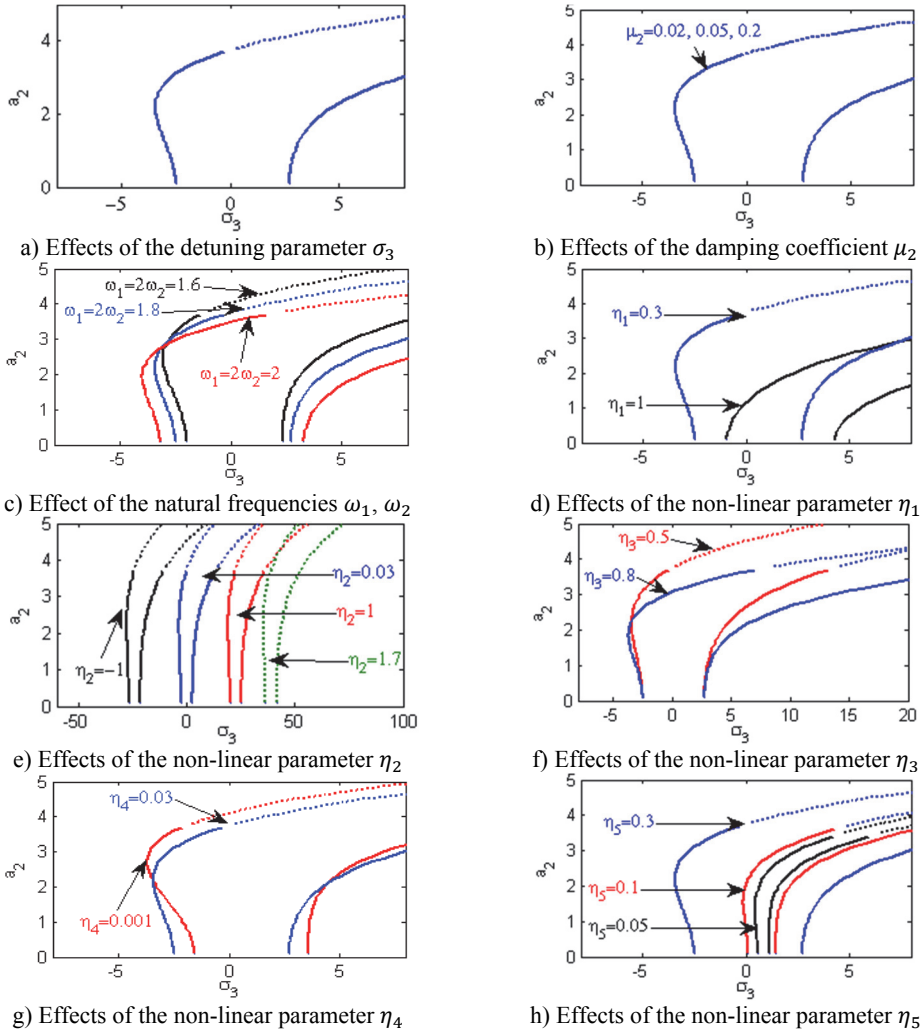 a₂
4
2
0
−5
0
5
σ₃
a) Effects of the detuning parameter σ₃
a₂
5
4
3
2
1
0
-5
0
5
σ₃
μ₂=0.02, 0.05, 0.2
b) Effects of the damping coefficient μ₂
a₂
5
4
3
2
1
0
-5
0
5
σ₃
ω₁=2ω₂=1.6
ω₁=2ω₂=1.8
ω₁=2ω₂=2
c) Effect of the natural frequencies ω₁, ω₂
a₂
5
4
3
2
1
0
-5
0
5
σ₃
η₁=0.3
η₁=1
d) Effects of the non-linear parameter η₁
a₂
5
4
3
2
1
0
-50
0
50
100
σ₃
η₂=0.03
η₂=1
η₂=-1
η₂=1.7
e) Effects of the non-linear parameter η₂
a₂
5
4
3
2
1
0
-5
0
5
10
15
20
σ₃
η₃=0.5
η₃=0.8
f) Effects of the non-linear parameter η₃
a₂
5
4
3
2
1
0
-5
0
5
σ₃
η₄=0.03
η₄=0.001
g) Effects of the non-linear parameter η₄
a₂
5
4
3
2
1
0
-5
0
5
σ₃
η₅=0.3
η₅=0.1
η₅=0.05
h) Effects of the non-linear parameter η₅